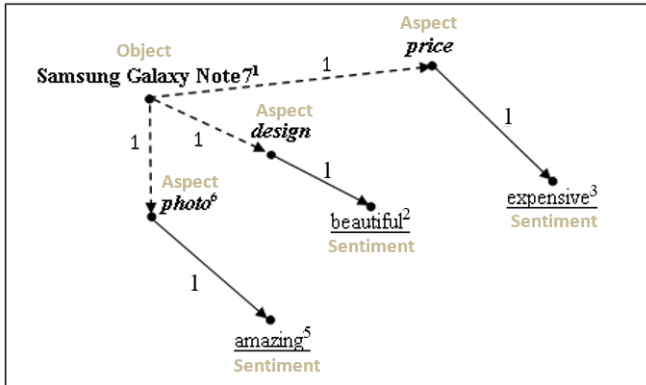 Aspect
price
Object
Samsung Galaxy Note7¹
1
Aspect
design
1
1
1
1
Aspect
photo⁶
expensive³
Sentiment
beautiful²
Sentiment
1
amazing⁵
Sentiment